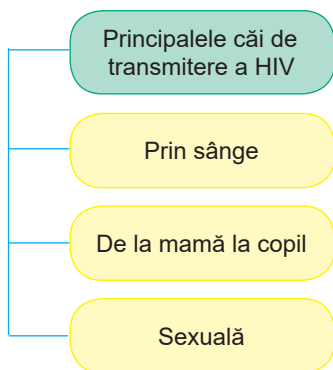 Principalele căi de
transmitere a HIV
Prin sânge
De la mamă la copil
Sexuală